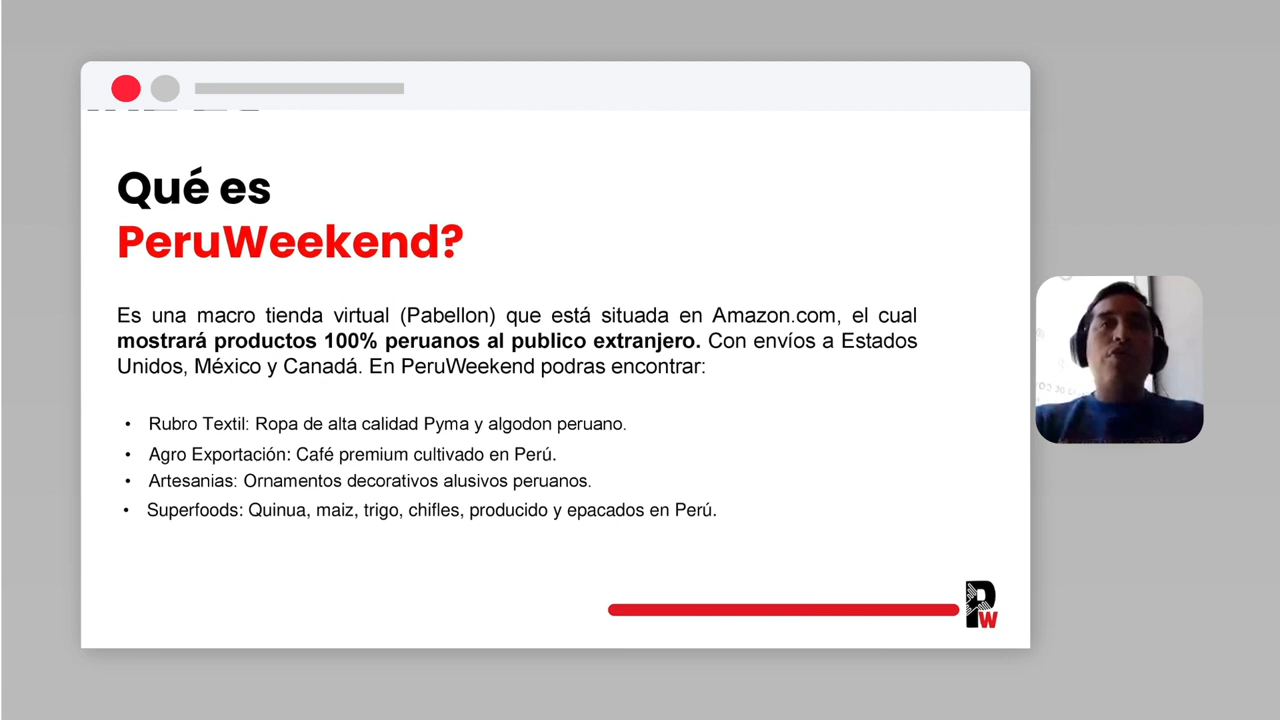 Qué es
PeruWeekend?
Es una macro tienda virtual (Pabellon) que está situada en Amazon.com, el cual
mostrará productos 100% peruanos al publico extranjero. Con envíos a Estados
Unidos, México y Canadá. En PeruWeekend podras encontrar:
• Rubro Textil: Ropa de alta calidad Pyma y algodon peruano.
• Agro Exportación: Café premium cultivado en Perú.
• Artesanias: Ornamentos decorativos alusivos peruanos.
• Superfoods: Quinua, maiz, trigo, chifles, producido y epacados en Perú.
PW